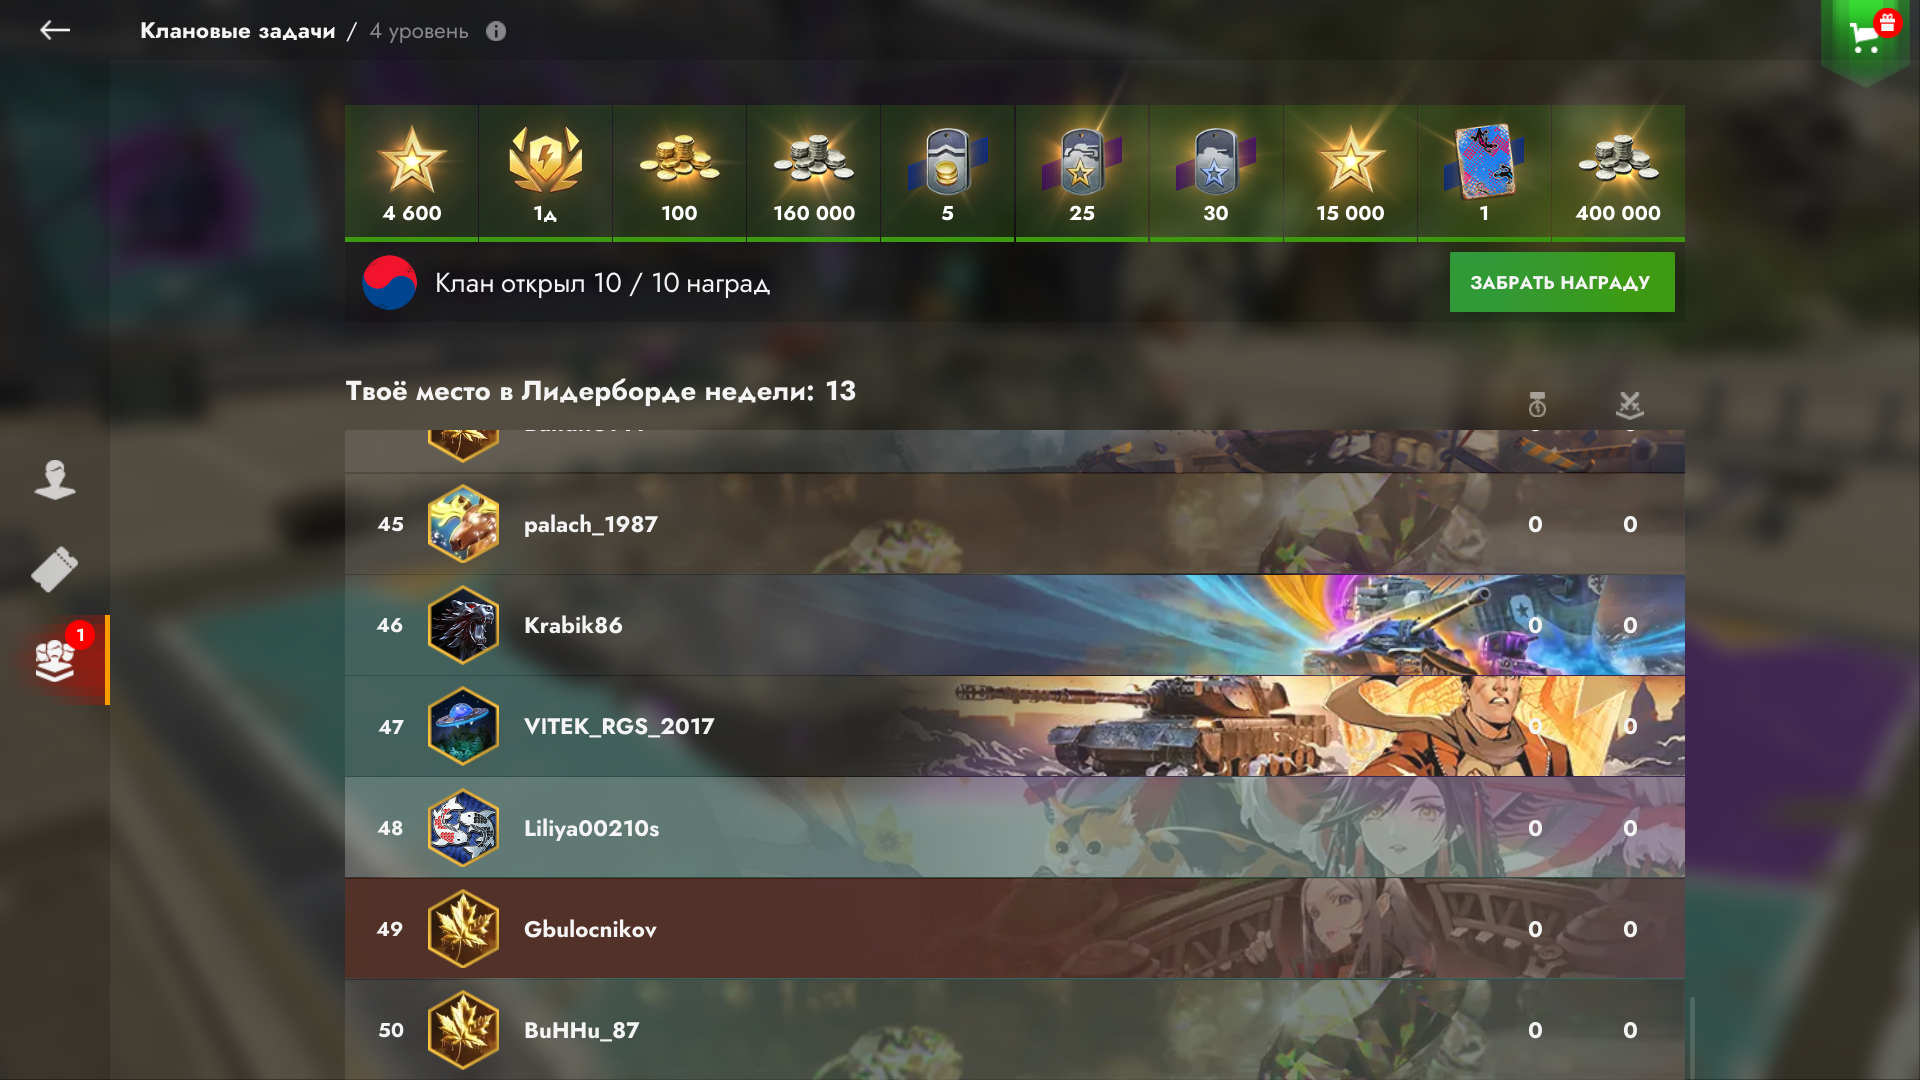 Клановые задачи / 4 уровень
4 600 1д 100 160 000 5 25 30 15 000 1 400 000
Клан открыл 10 / 10 наград
ЗАБРАТЬ НАГРАДУ
Твоё место в Лидерборде недели: 13
45 palach_1987 0 0
46 Krabik86 0 0
1
47 VITEK_RGS_2017 0 0
48 Liliya00210s 0 0
49 Gbulocnikov 0 0
50 BuHHu_87 0 0